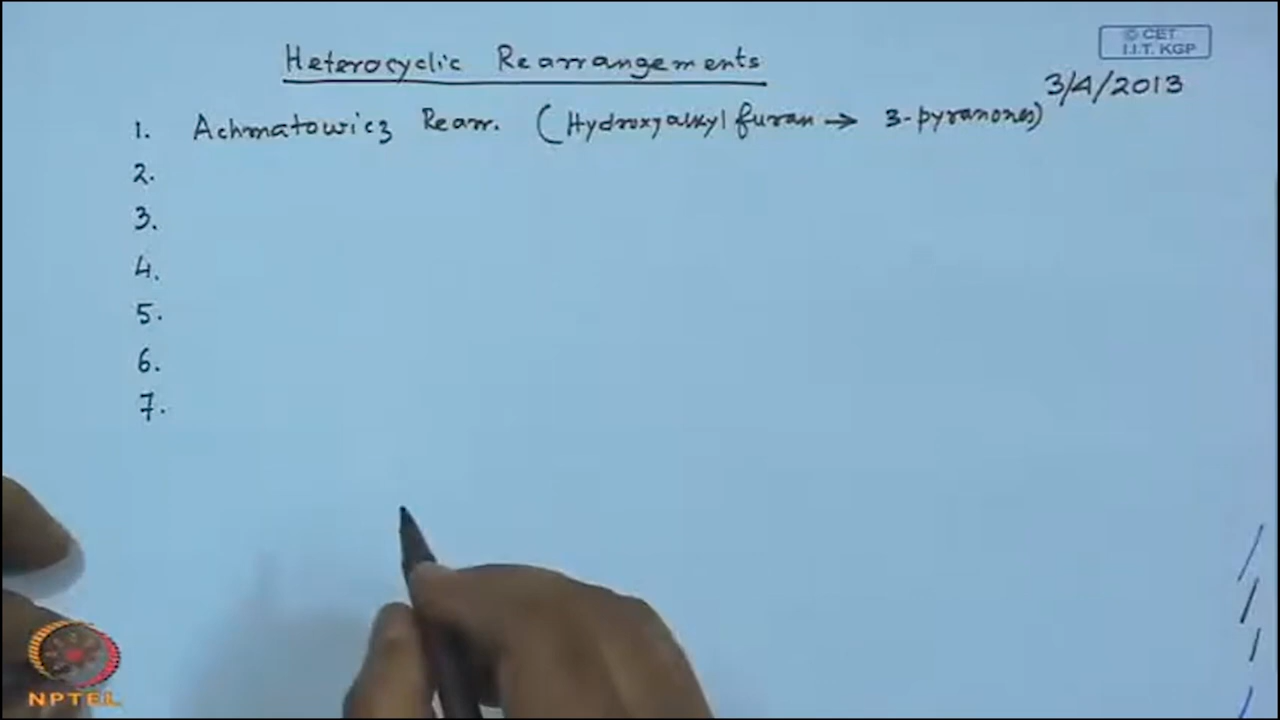 Heterocyclic Rearrangements
© CET
I.I.T. KGP
3/4/2013
1. Achmatowicz Rearr. (Hydroxyalkyl furan → 3-pyranones)
2.
3.
4.
5.
6.
7.
NPTEL